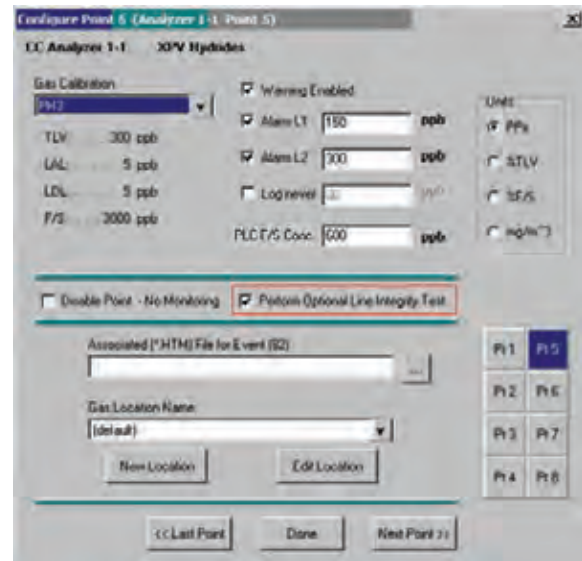 Configure Point 5 (Analyzer 1-1, Point 5)
CC Analyzer 1-1 XPV Hydrides
Gas Calibration
PH3
TLV 300 ppb
LAL 5 ppb
LDL 5 ppb
F/S 3000 ppb
Warning Enabled
Alarm L1 150 ppb
Alarm L2 300 ppb
Log never
PLC F/S Conc. 600 ppb
Units
PPx
%TLV
%F/S
mg/m^3
Disable Point - No Monitoring
Perform Optional Line Integrity Test
Associated (*.HTM) File for Event (82)
...
Gas Location Name
(default)
New Location
Edit Location
Pt 1 Pt 5
Pt 2 Pt 6
Pt 3 Pt 7
Pt 4 Pt 8
<< Last Point
Done
Next Point >>